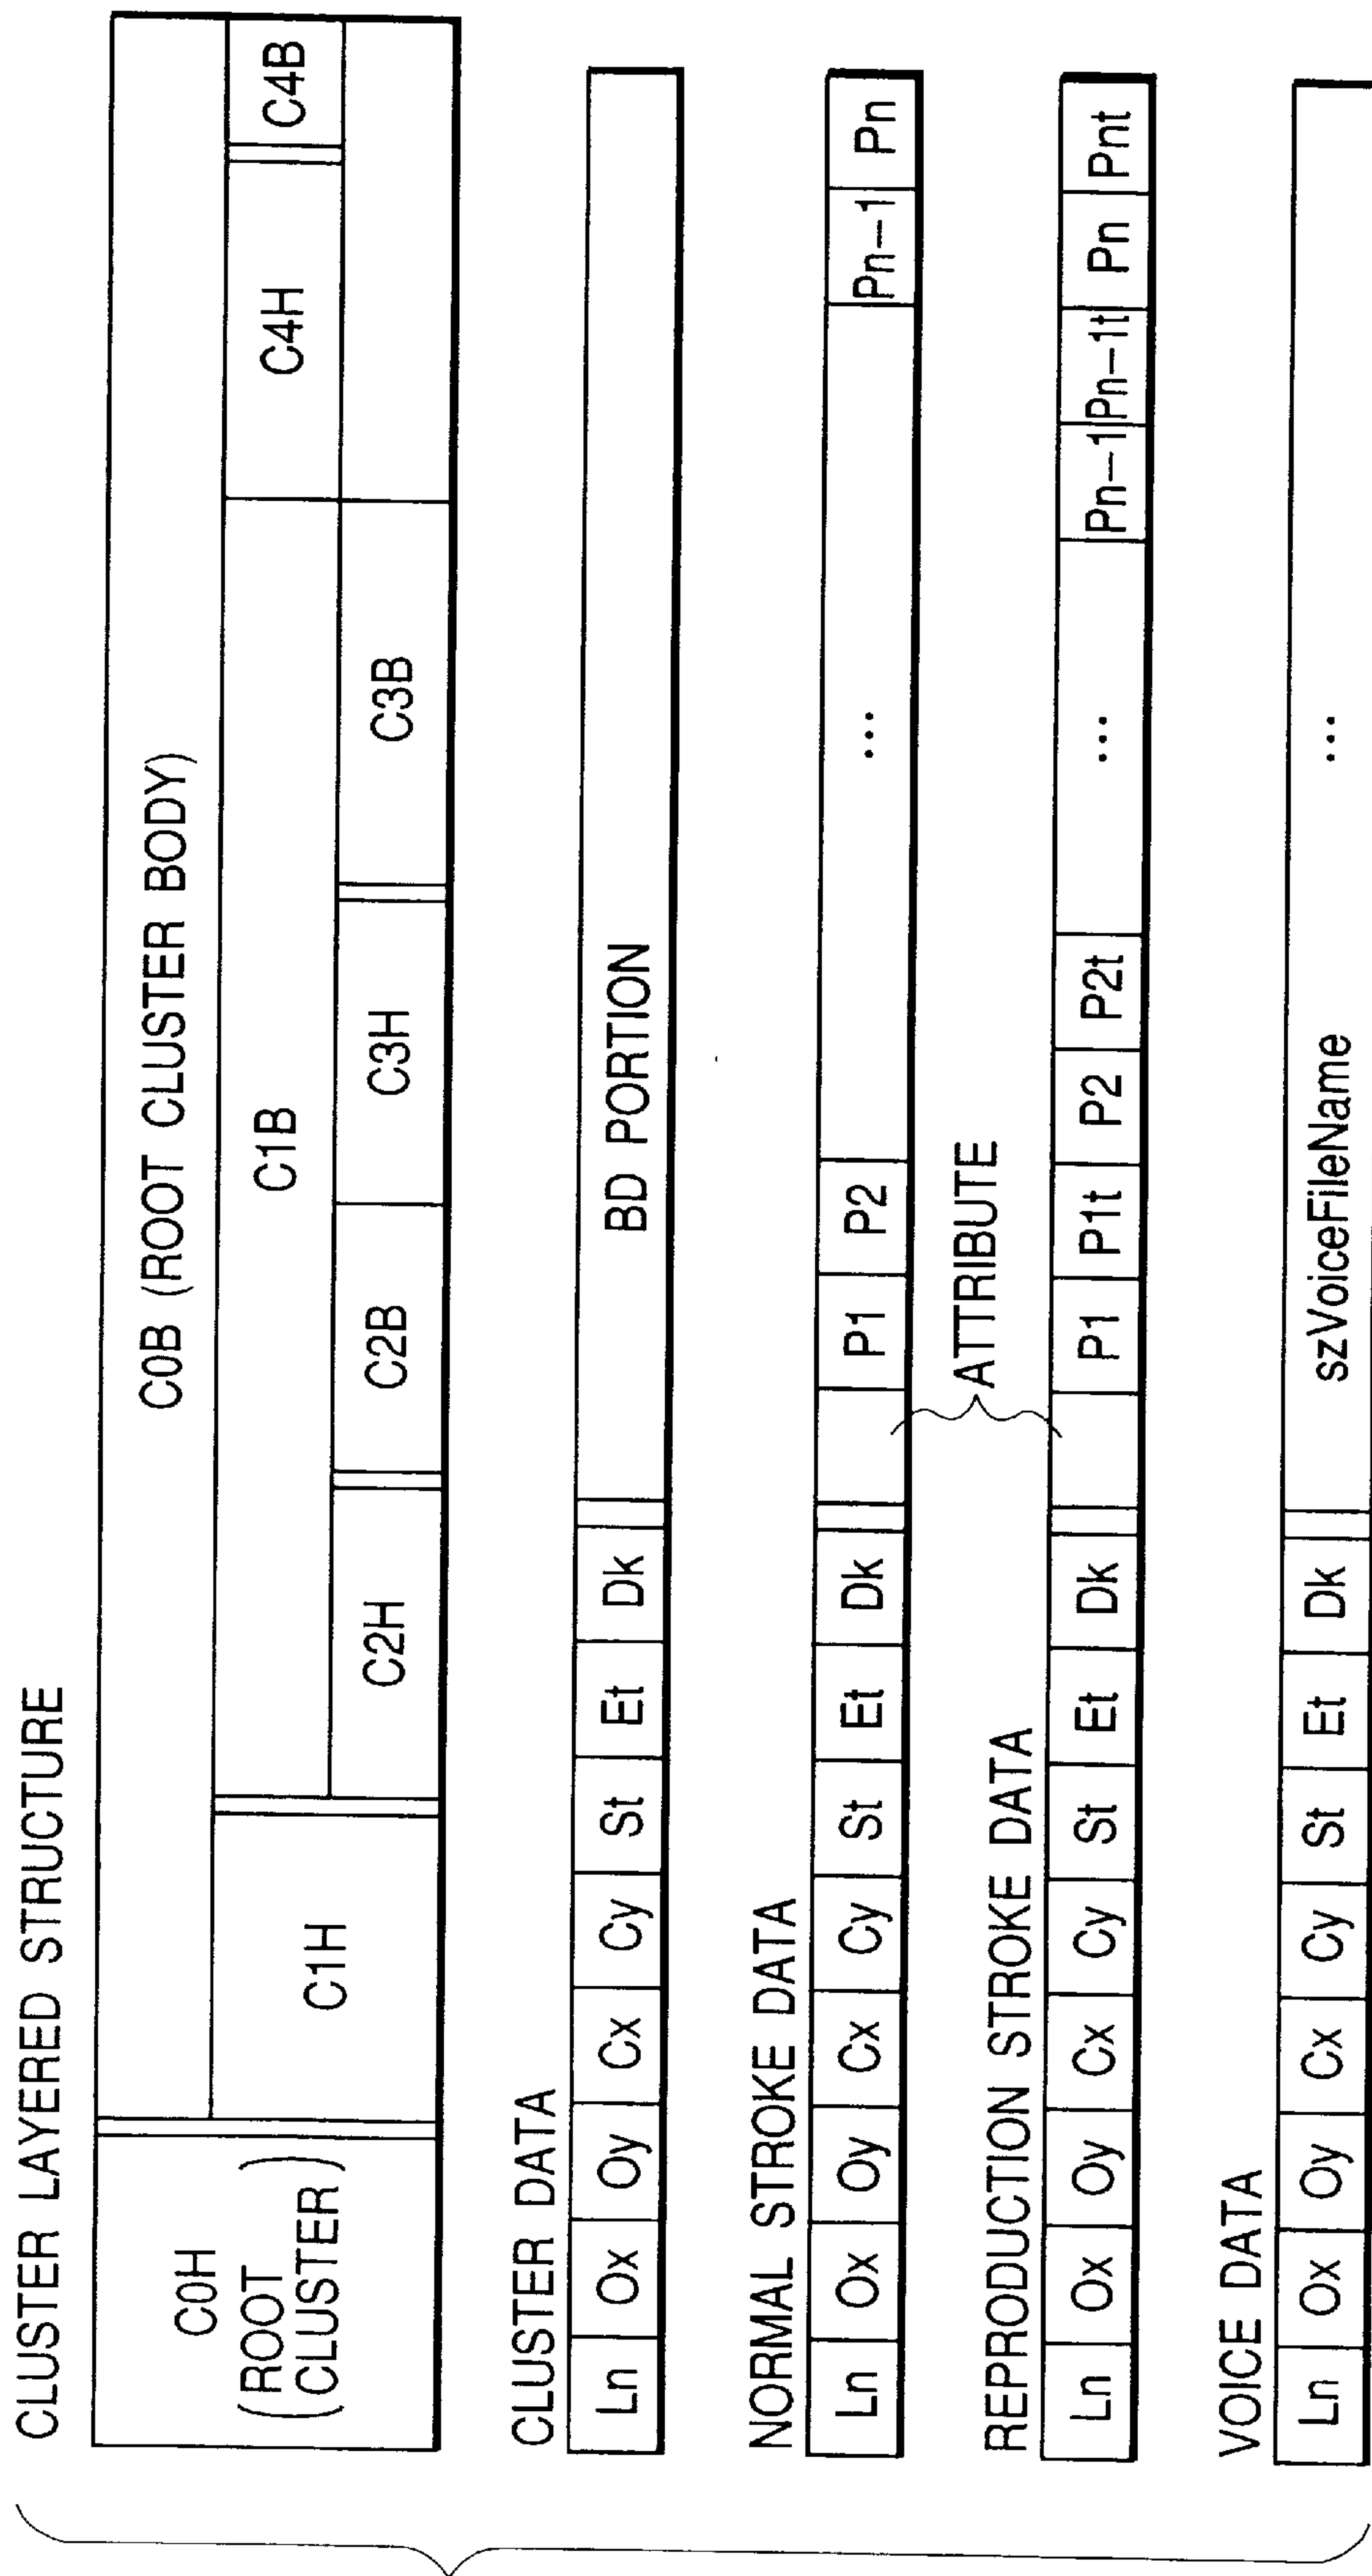 CLUSTER LAYERED STRUCTURE
C0H
(ROOT
CLUSTER)
C0B (ROOT CLUSTER BODY)
C1H
C1B
C4H
C4B
C2H
C2B
C3H
C3B
CLUSTER DATA
Ln Ox Oy Cx Cy St Et Dk BD PORTION
NORMAL STROKE DATA
Ln Ox Oy Cx Cy St Et Dk P1 P2 ... Pn-1 Pn
ATTRIBUTE
REPRODUCTION STROKE DATA
Ln Ox Oy Cx Cy St Et Dk P1 P1t P2 P2t ... Pn-1 Pn-1t Pn Pnt
VOICE DATA
Ln Ox Oy Cx Cy St Et Dk szVoiceFileName ...